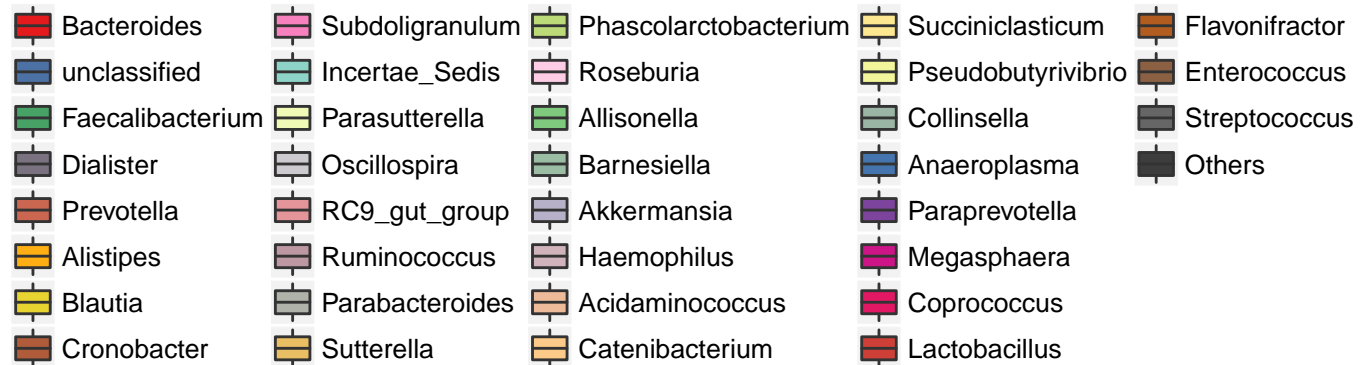 Bacteroides
Subdoligranulum
Phascolarctobacterium
Succiniclasticum
Flavonifractor
unclassified
Incertae_Sedis
Roseburia
Pseudobutyrivibrio
Enterococcus
Faecalibacterium
Parasutterella
Allisonella
Collinsella
Streptococcus
Dialister
Oscillospira
Barnesiella
Anaeroplasma
Others
Prevotella
RC9_gut_group
Akkermansia
Paraprevotella
Alistipes
Ruminococcus
Haemophilus
Megasphaera
Blautia
Parabacteroides
Acidaminococcus
Coprococcus
Cronobacter
Sutterella
Catenibacterium
Lactobacillus